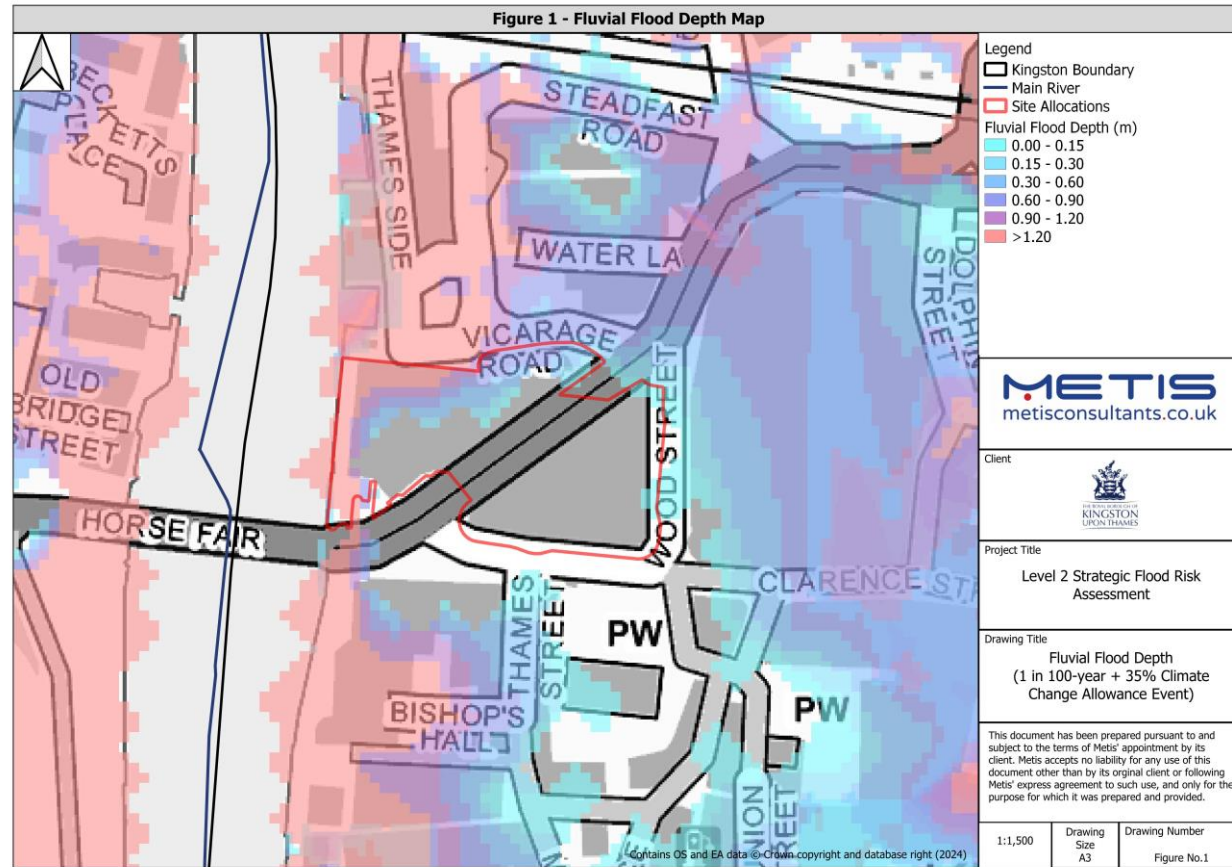 Figure 1 - Fluvial Flood Depth Map
BECKETTS
PLACE
THAMES SIDE
STEADFAST
ROAD
WATER LA
VICARAGE
ROAD
OLD
BRIDGE
STREET
HORSE FAIR
WOOD STREET
DOLPHIN
STREET
CLARENCE
THAMES
STREET
PW
BISHOP'S
HALL
PW
UNION
STREET
Contains OS and EA data © Crown copyright and database right (2024)
Legend
Kingston Boundary
Main River
Site Allocations
Fluvial Flood Depth (m)
0.00 - 0.15
0.15 - 0.30
0.30 - 0.60
0.60 - 0.90
0.90 - 1.20
>1.20
METIS
metisconsultants.co.uk
Client
THE ROYAL BOROUGH OF
KINGSTON
UPON THAMES
Project Title
Level 2 Strategic Flood Risk
Assessment
Drawing Title
Fluvial Flood Depth
(1 in 100-year + 35% Climate
Change Allowance Event)
This document has been prepared pursuant to and
subject to the terms of Metis' appointment by its
client. Metis accepts no liability for any use of this
document other than by its orginal client or following
Metis' express agreement to such use, and only for the
purpose for which it was prepared and provided.
1:1,500
Drawing
Size
A3
Drawing Number
Figure No.1